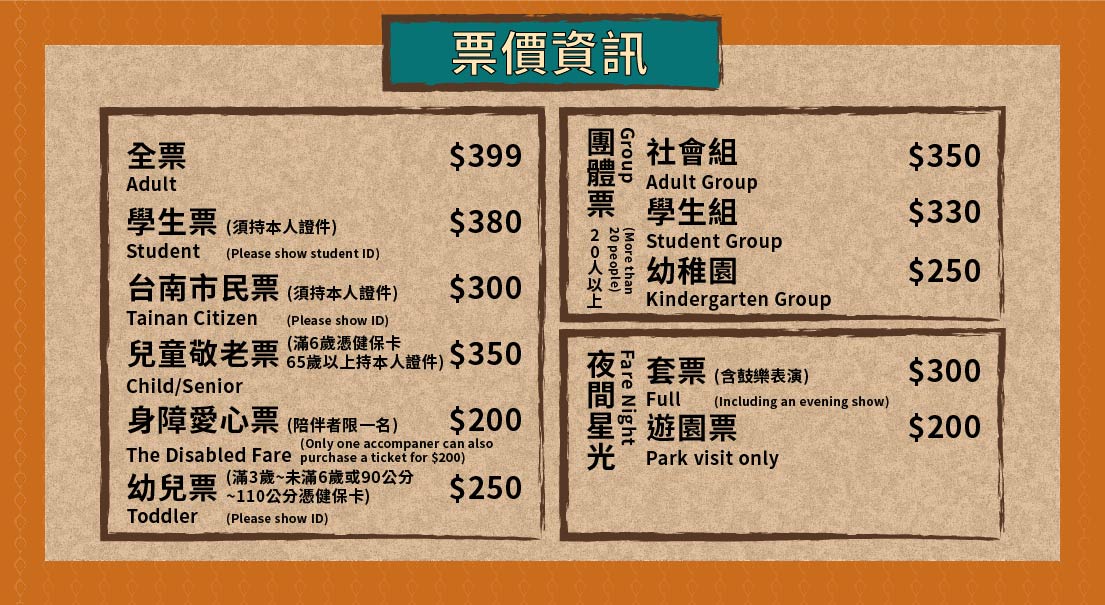 票價資訊
全票 $399
Adult
學生票 (須持本人證件) $380
Student (Please show student ID)
台南市民票 (須持本人證件) $300
Tainan Citizen (Please show ID)
兒童敬老票 (滿6歲憑健保卡
65歲以上持本人證件) $350
Child/Senior
身障愛心票 (陪伴者限一名) $200
The Disabled Fare (Only one accompaner can also
purchase a ticket for $200)
幼兒票 (滿3歲~未滿6歲或90公分
~110公分憑健保卡) $250
Toddler (Please show ID)
團體票 20人以上
Group (More than
20 people)
社會組 $350
Adult Group
學生組 $330
Student Group
幼稚園 $250
Kindergarten Group
夜間星光
Fare Night
套票 (含鼓樂表演) $300
Full (Including an evening show)
遊園票 $200
Park visit only